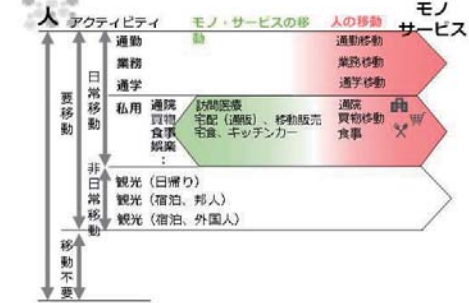 人
アクティビティ
モノ・サービスの移動
人の移動
モノ
サービス
要移動
日常移動
非日常移動
移動不要
通勤
業務
通学
通勤移動
業務移動
通学移動
私用
通院
買物
食事
娯楽
:
訪問医療
宅配（通販）、移動販売
宅食、キッチンカー
通院
買物移動
食事
観光（日帰り）
観光（宿泊、邦人）
観光（宿泊、外国人）